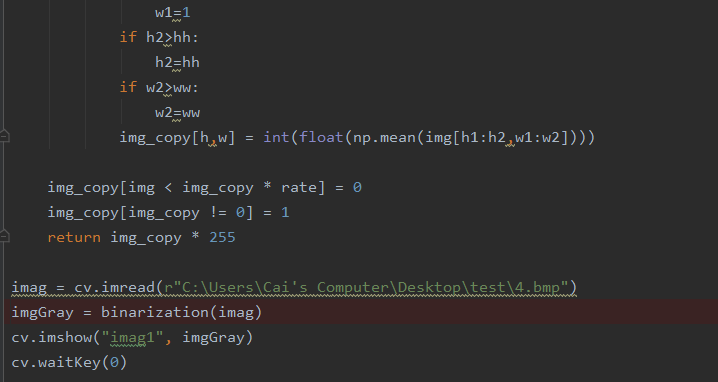 w1=1
if h2>hh:
h2=hh
if w2>ww:
w2=ww
img_copy[h,w] = int(float(np.mean(img[h1:h2,w1:w2])))
img_copy[img < img_copy * rate] = 0
img_copy[img_copy != 0] = 1
return img_copy * 255
imag = cv.imread(r"C:\Users\Cai's Computer\Desktop\test\4.bmp")
imgGray = binarization(imag)
cv.imshow("imag1", imgGray)
cv.waitKey(0)